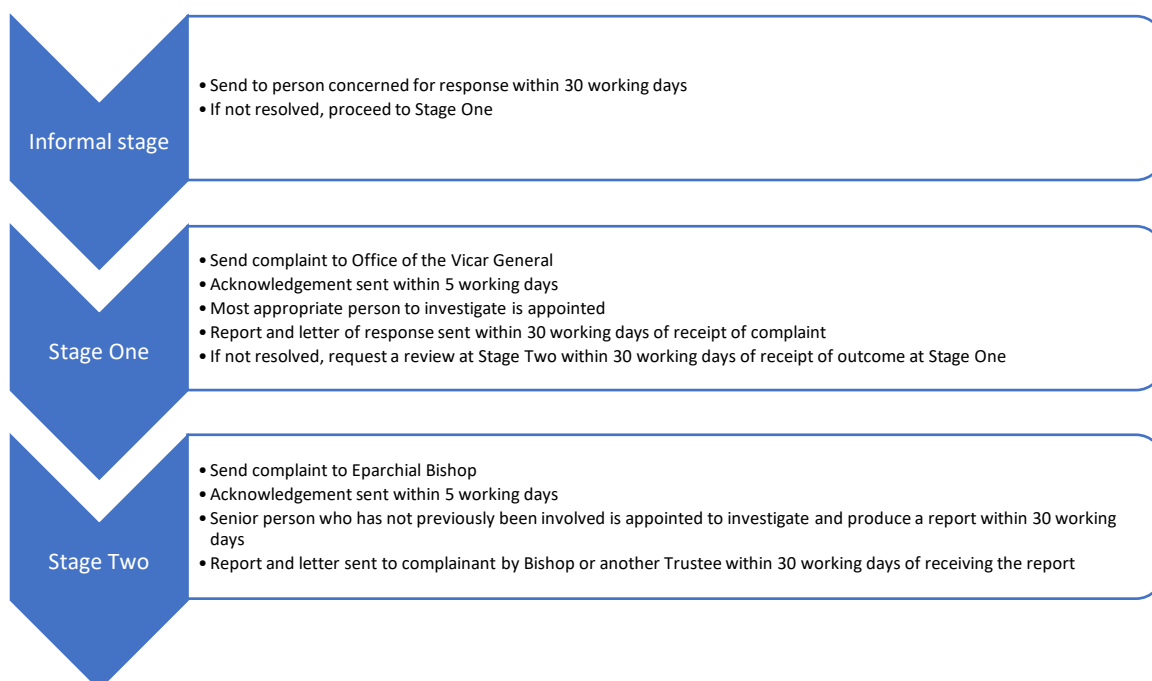 Informal stage
• Send to person concerned for response within 30 working days
• If not resolved, proceed to Stage One
Stage One
• Send complaint to Office of the Vicar General
• Acknowledgement sent within 5 working days
• Most appropriate person to investigate is appointed
• Report and letter of response sent within 30 working days of receipt of complaint
• If not resolved, request a review at Stage Two within 30 working days of receipt of outcome at Stage One
Stage Two
• Send complaint to Eparchial Bishop
• Acknowledgement sent within 5 working days
• Senior person who has not previously been involved is appointed to investigate and produce a report within 30 working
days
• Report and letter sent to complainant by Bishop or another Trustee within 30 working days of receiving the report